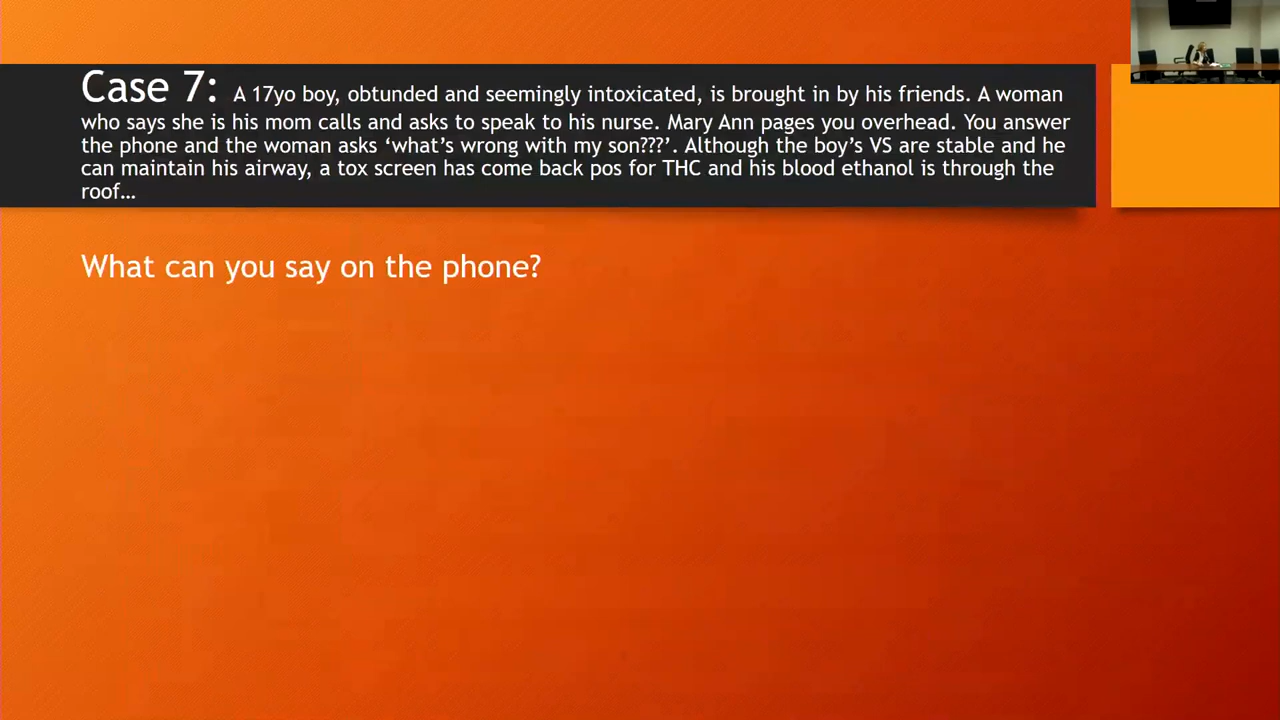 Case 7: A 17yo boy, obtunded and seemingly intoxicated, is brought in by his friends. A woman
who says she is his mom calls and asks to speak to his nurse. Mary Ann pages you overhead. You answer
the phone and the woman asks ‘what’s wrong with my son???’. Although the boy’s VS are stable and he
can maintain his airway, a tox screen has come back pos for THC and his blood ethanol is through the
roof…
What can you say on the phone?